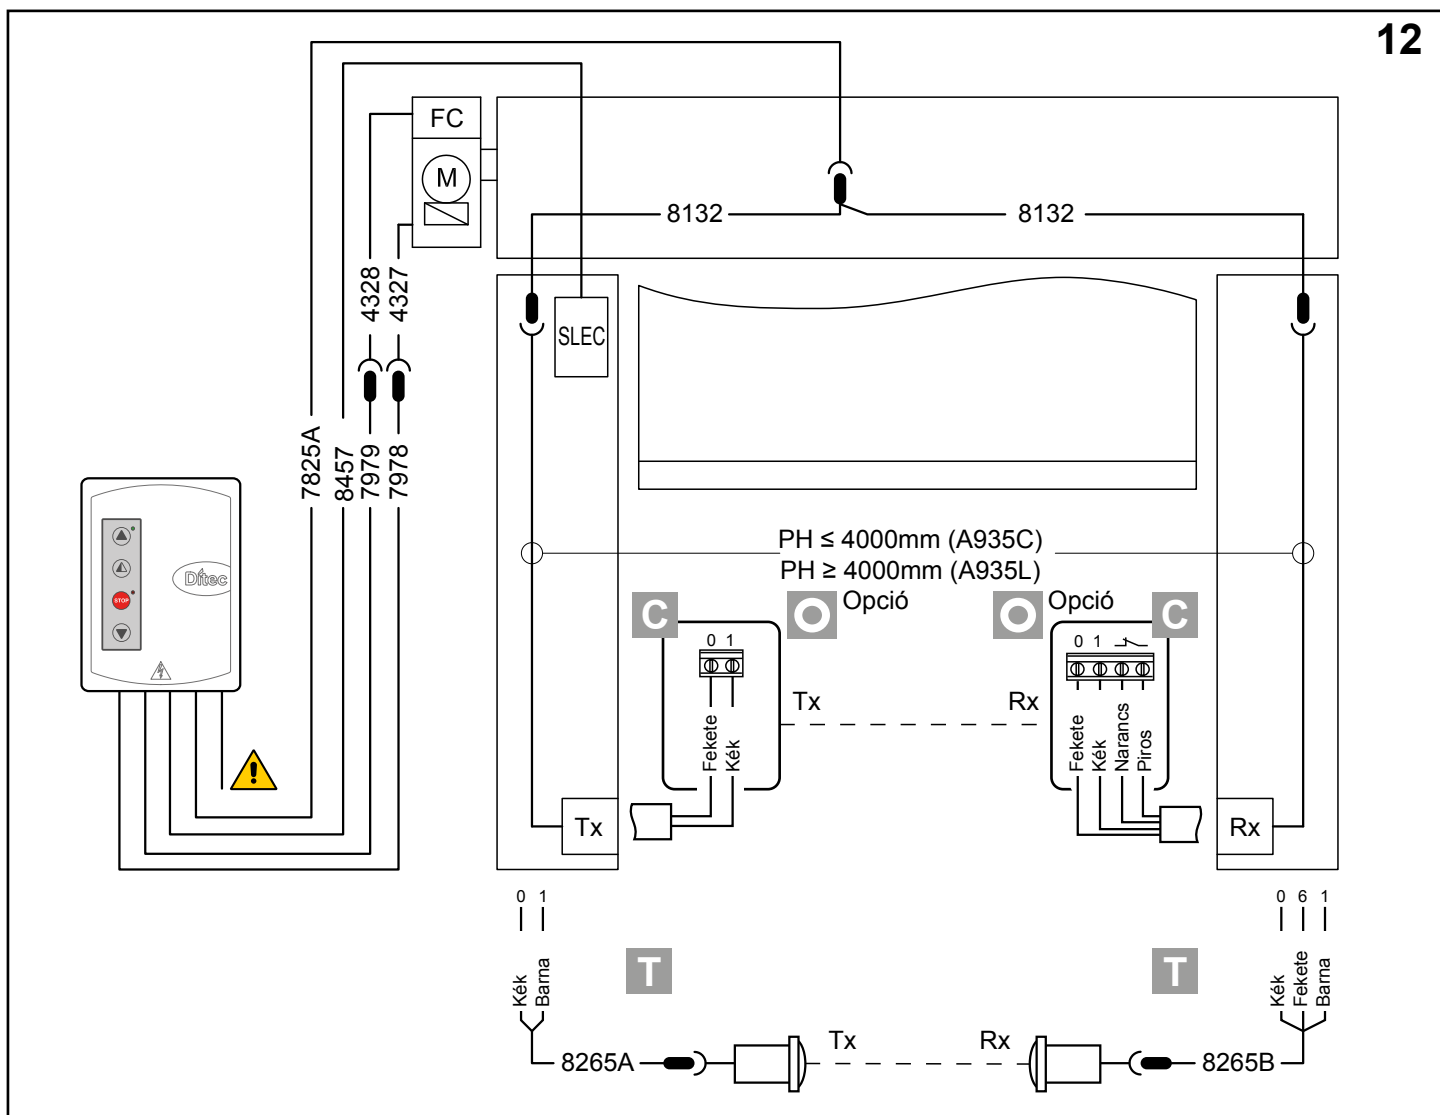 12
FC
M
8132
8132
4328
4327
SLEC
7825A
8457
7979
7978
Ditec
STOP
PH ≤ 4000mm (A935C)
PH ≥ 4000mm (A935L)
C
Opció
Opció
C
0 1
0 1
Tx
Rx
Fekete
Kék
Fekete
Kék
Narancs
Piros
Tx
Rx
0 1
0 6 1
T
T
Kék
Barna
Kék
Fekete
Barna
Tx
Rx
8265A
8265B